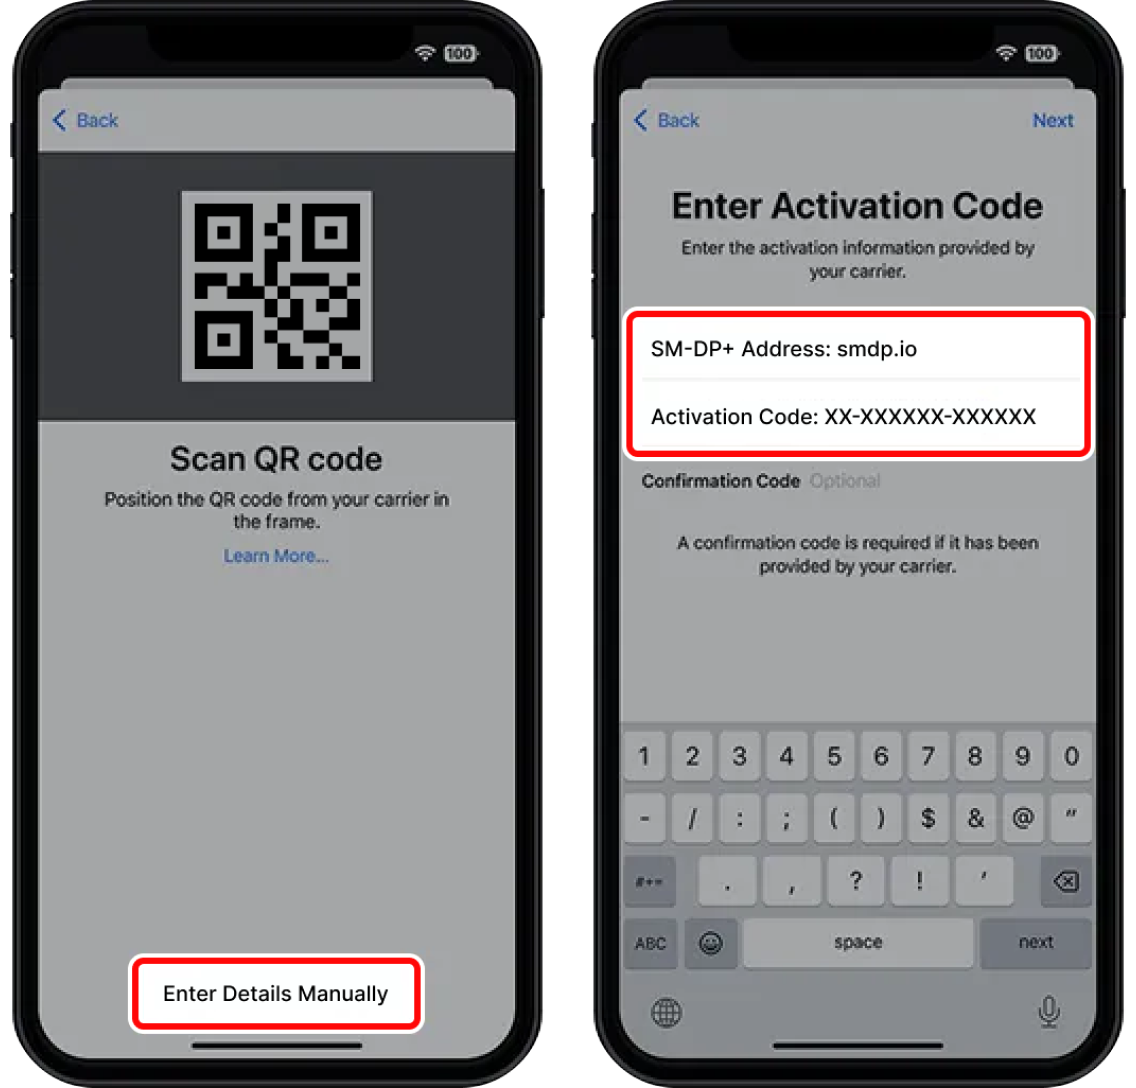 100
Back
Scan QR code
Position the QR code from your carrier in
the frame.
Learn More...
Enter Details Manually
100
Back
Next
Enter Activation Code
Enter the activation information provided by
your carrier.
SM-DP+ Address: smdp.io
Activation Code: XX-XXXXXX-XXXXXX
Confirmation Code Optional
A confirmation code is required if it has been
provided by your carrier.
1 2 3 4 5 6 7 8 9 0
- / : ; ( ) $ & @ "
#+= . , ? ! '
ABC space next